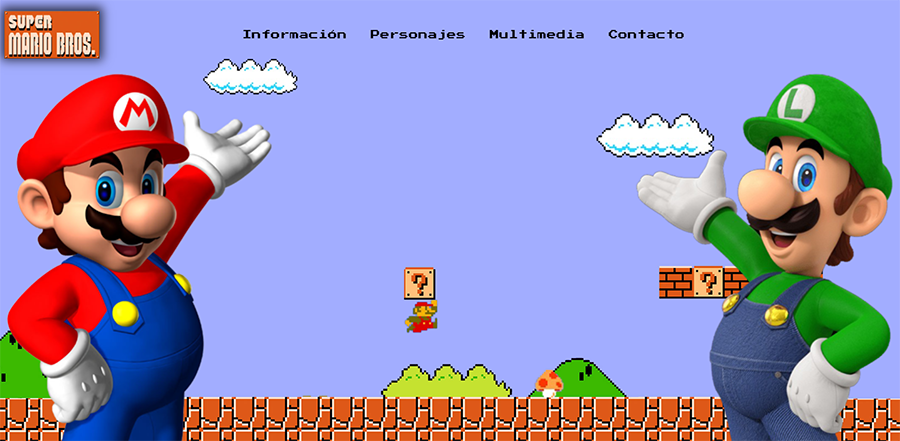 SUPER
MARIO BROS.
Información Personajes Multimedia Contacto
M
L
?
?